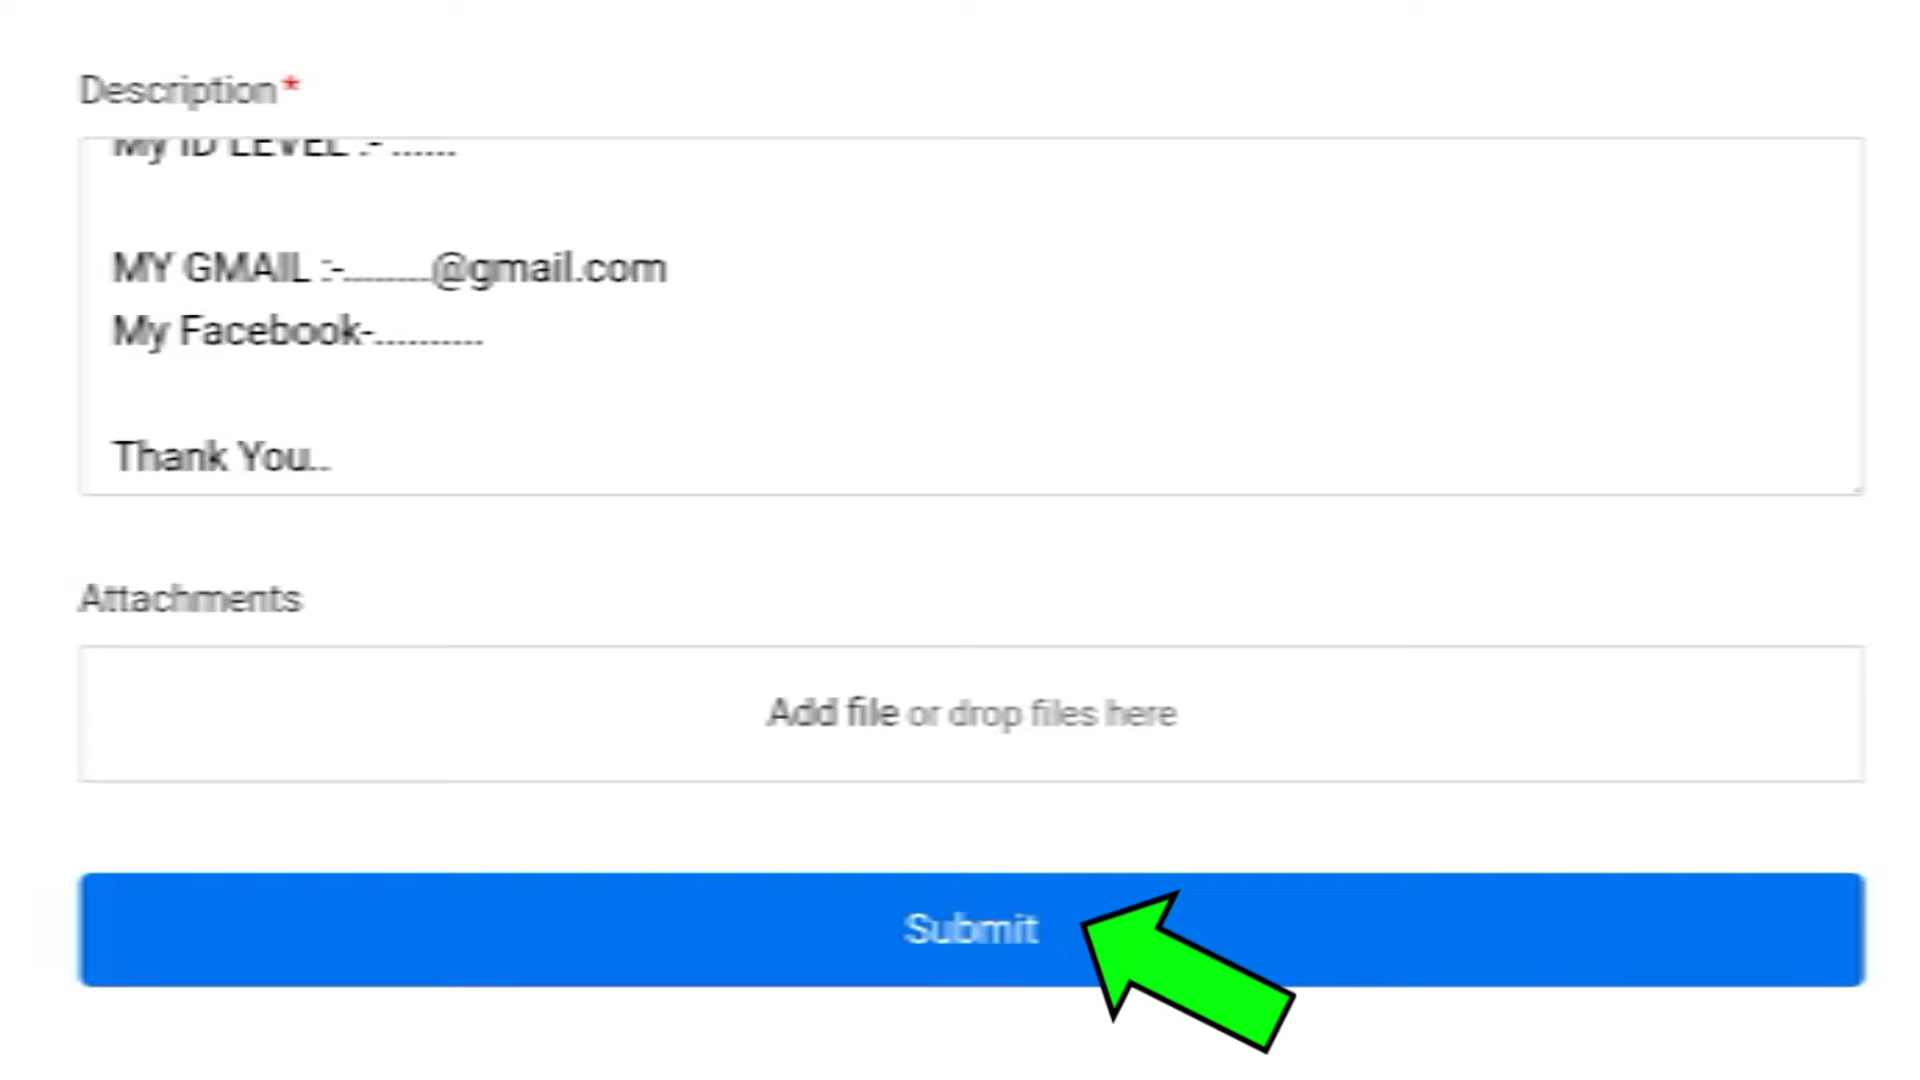 Description*
My ID LEVEL :- ......
MY GMAIL :-........@gmail.com
My Facebook-..........
Thank You..
Attachments
Add file or drop files here
Submit